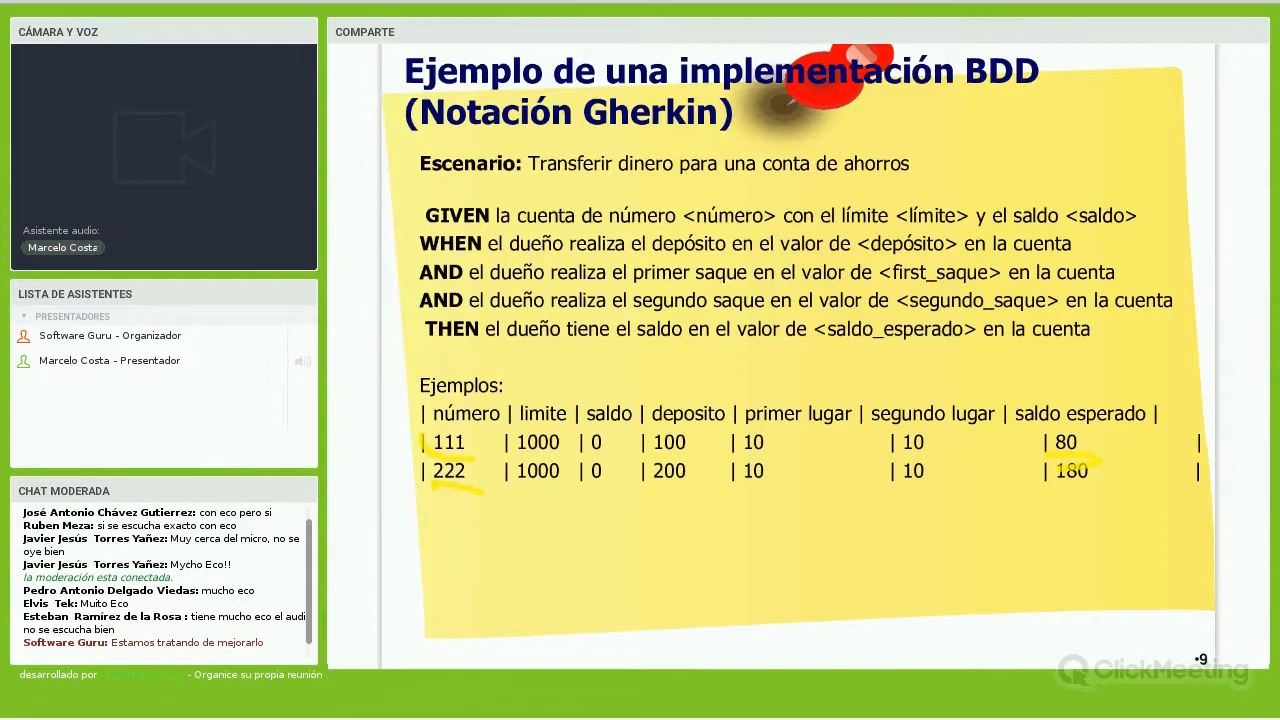 CÁMARA Y VOZ
Asistente audio:
Marcelo Costa
LISTA DE ASISTENTES
PRESENTADORES
Software Guru - Organizador
Marcelo Costa - Presentador
CHAT MODERADA
José Antonio Chávez Gutierrez: con eco pero si
Ruben Meza: si se escucha exacto con eco
Javier Jesús Torres Yañez: Muy cerca del micro, no se
oye bien
Javier Jesús Torres Yañez: Mycho Eco!!
la moderación esta conectada.
Pedro Antonio Delgado Viedas: mucho eco
Elvis Tek: Muito Eco
Esteban Ramírez de la Rosa : tiene mucho eco el audi
no se escucha bien
Software Guru: Estamos tratando de mejorarlo
desarrollado por
- Organice su propia reunión
COMPARTE
Ejemplo de una implementación BDD
(Notación Gherkin)
Escenario: Transferir dinero para una conta de ahorros
GIVEN la cuenta de número <número> con el límite <límite> y el saldo <saldo>
WHEN el dueño realiza el depósito en el valor de <depósito> en la cuenta
AND el dueño realiza el primer saque en el valor de <first_saque> en la cuenta
AND el dueño realiza el segundo saque en el valor de <segundo_saque> en la cuenta
THEN el dueño tiene el saldo en el valor de <saldo_esperado> en la cuenta
Ejemplos:
| número | limite | saldo | deposito | primer lugar | segundo lugar | saldo esperado |
| 111 | 1000 | 0 | 100 | 10 | 10 | 80 |
| 222 | 1000 | 0 | 200 | 10 | 10 | 180 |
•9
ClickMeeting